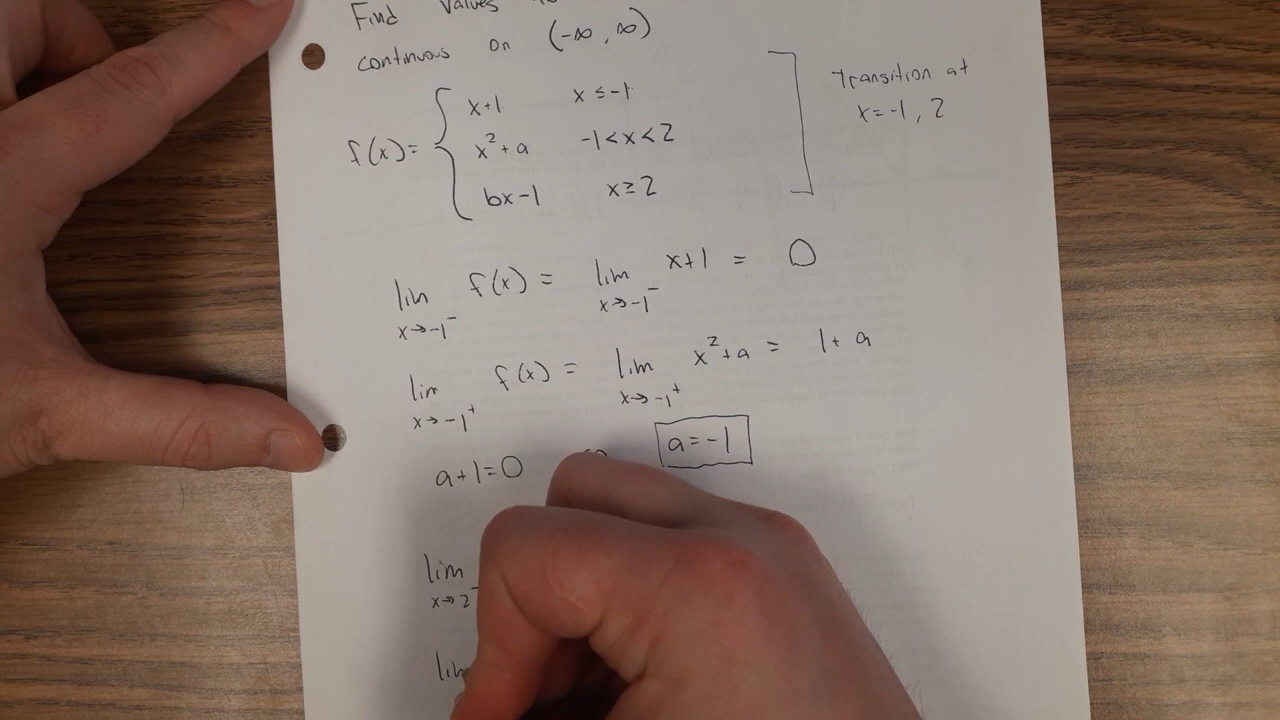 Find values
continuous on (-∞, ∞)
f(x) = { x+1 x ≤ -1
x² + a -1 < x < 2
bx-1 x ≥ 2
Transition at
x = -1, 2
lim x→-1⁻ f(x) = lim x→-1⁻ x+1 = 0
lim x→-1⁺ f(x) = lim x→-1⁺ x² + a = 1 + a
a+1=0 a = -1
lim x→2⁻